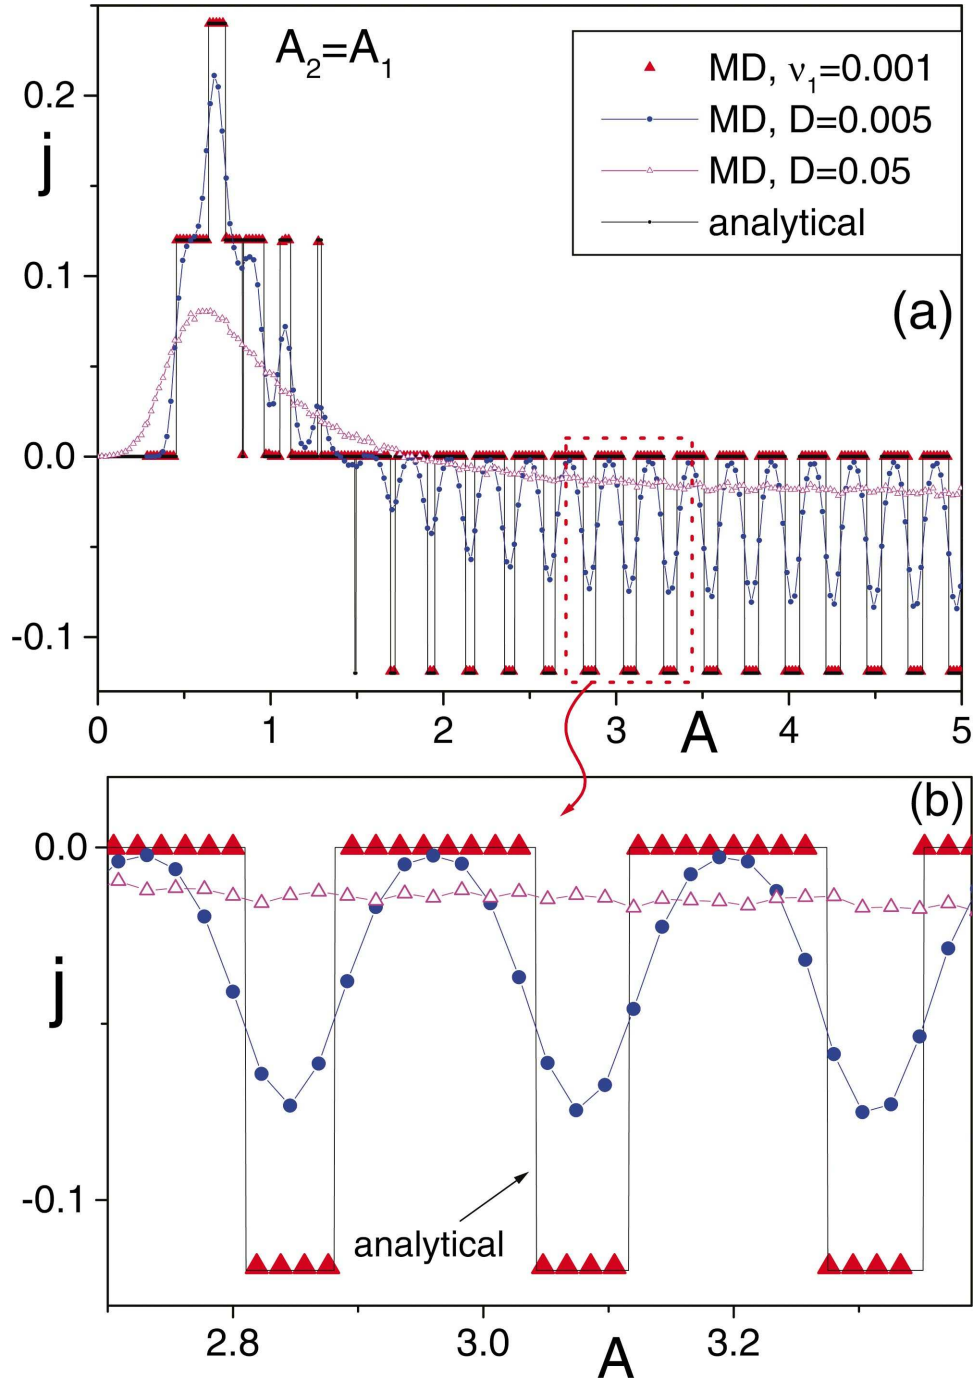 A₂=A₁
MD, ν₁=0.001
MD, D=0.005
MD, D=0.05
analytical
(a)
j
0.2
0.1
0.0
-0.1
0 1 2 3 4 5
A
(b)
j
0.0
-0.1
analytical
2.8 3.0 3.2
A